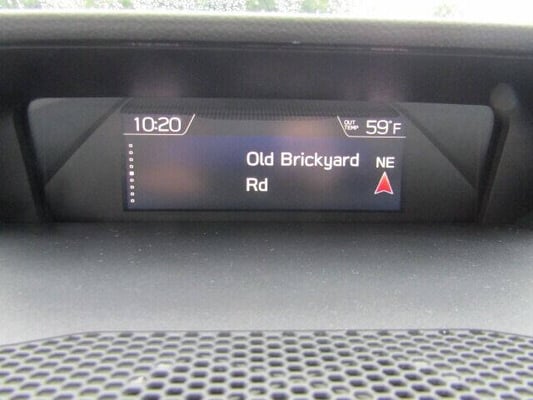 10:20
OUT TEMP 59°F
Old Brickyard NE
Rd